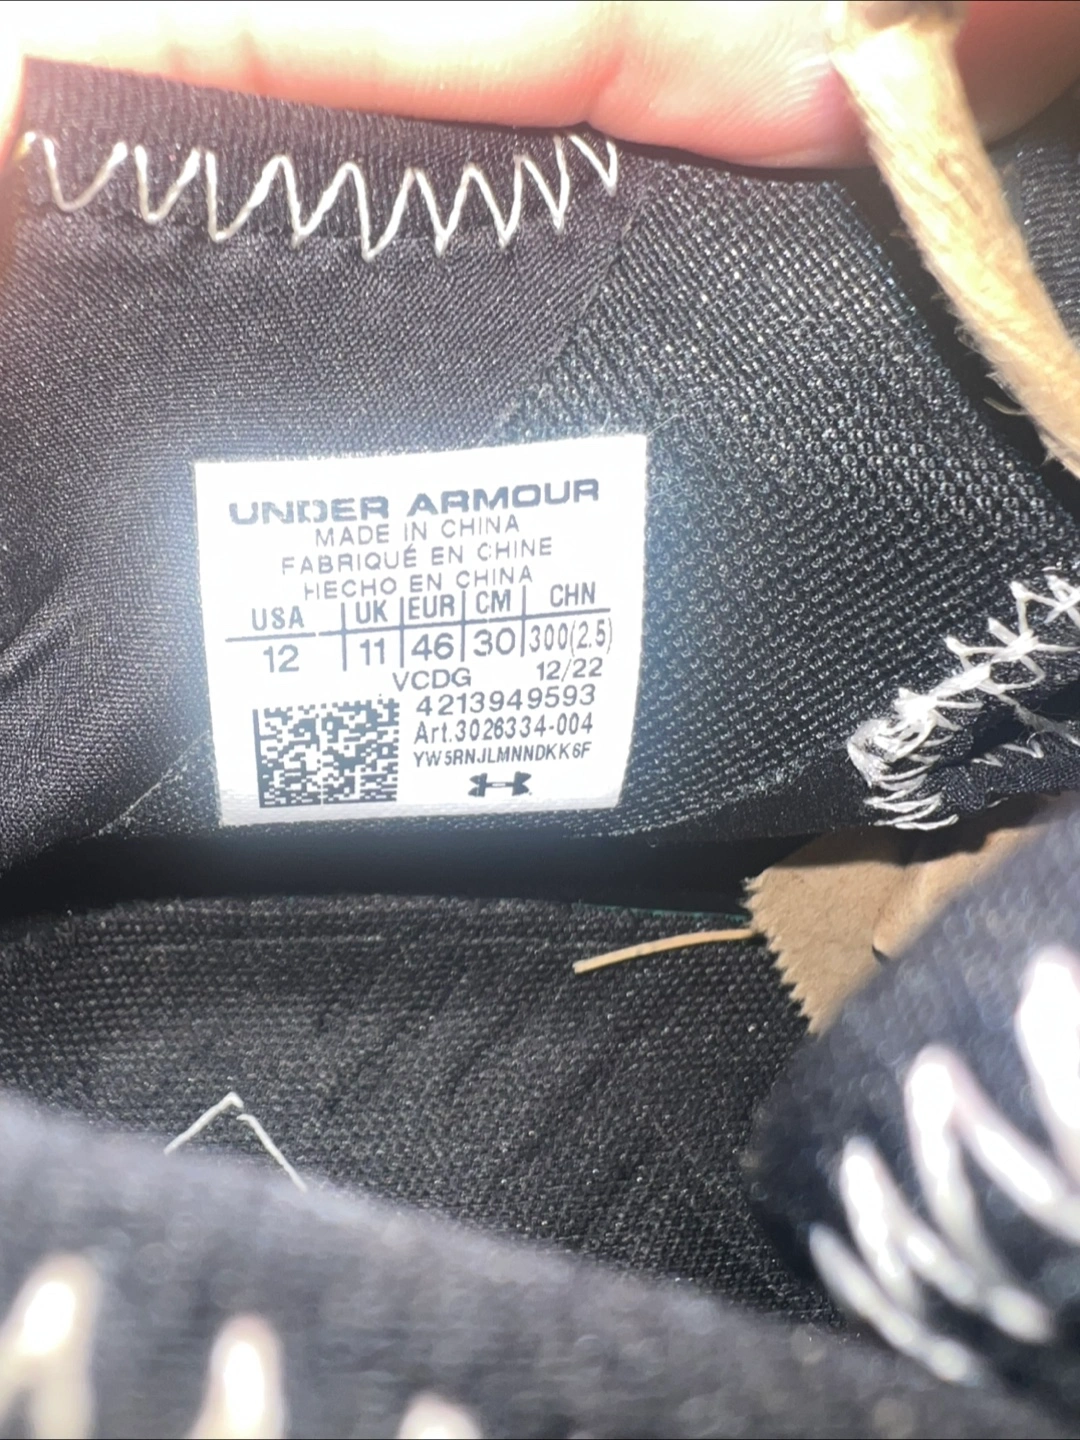 UNDER ARMOUR
MADE IN CHINA
FABRIQUÉ EN CHINE
HECHO EN CHINA
USA UK EUR CM CHN
12 11 46 30 300(2.5)
VCDG 12/22
4213949593
Art.3026334-004
YW5RNJLMNNDKK6F